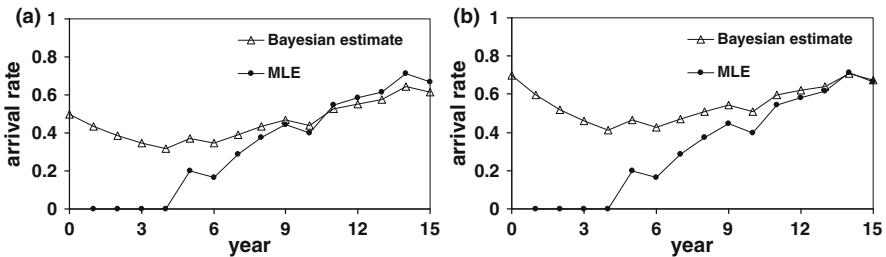 (a)
1
0.8
0.6
0.4
0.2
0
arrival rate
Bayesian estimate
MLE
0 3 6 9 12 15
year
(b)
1
0.8
0.6
0.4
0.2
0
arrival rate
Bayesian estimate
MLE
0 3 6 9 12 15
year